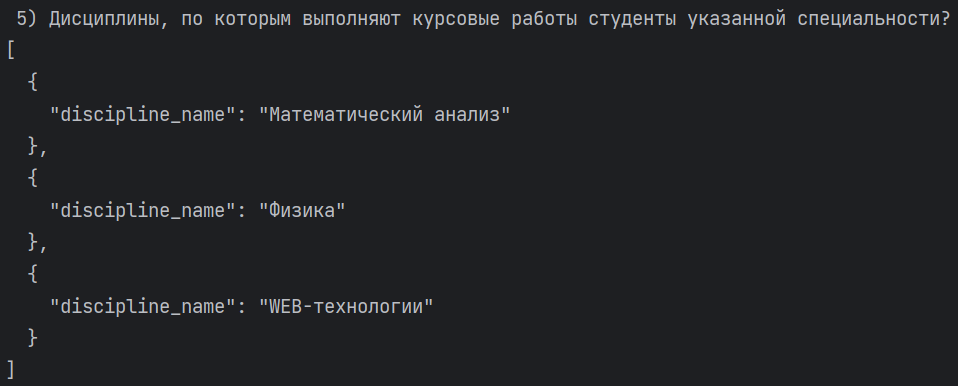 5) Дисциплины, по которым выполняют курсовые работы студенты указанной специальности?
[
  {
    "discipline_name": "Математический анализ"
  },
  {
    "discipline_name": "Физика"
  },
  {
    "discipline_name": "WEB-технологии"
  }
]